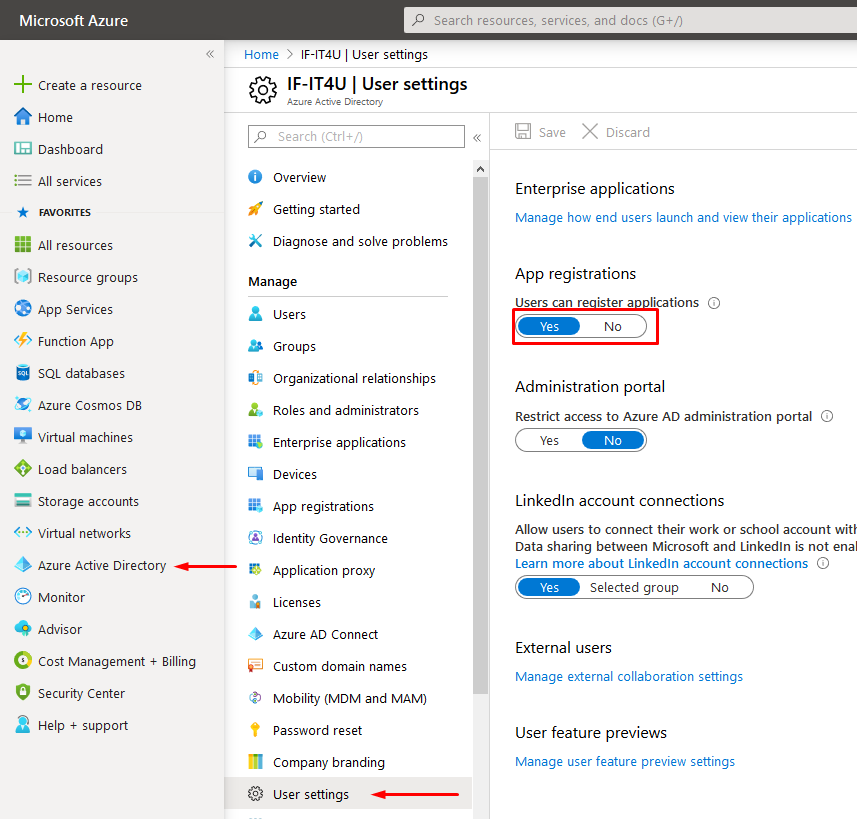 Microsoft Azure
Search resources, services, and docs (G+/)
«
Create a resource
Home
Dashboard
All services
FAVORITES
All resources
Resource groups
App Services
Function App
SQL databases
Azure Cosmos DB
Virtual machines
Load balancers
Storage accounts
Virtual networks
Azure Active Directory
Monitor
Advisor
Cost Management + Billing
Security Center
Help + support
Home > IF-IT4U | User settings
IF-IT4U | User settings
Azure Active Directory
Search (Ctrl+/)
«
Overview
Getting started
Diagnose and solve problems
Manage
Users
Groups
Organizational relationships
Roles and administrators
Enterprise applications
Devices
App registrations
Identity Governance
Application proxy
Licenses
Azure AD Connect
Custom domain names
Mobility (MDM and MAM)
Password reset
Company branding
User settings
Save Discard
Enterprise applications
Manage how end users launch and view their applications
App registrations
Users can register applications
Yes No
Administration portal
Restrict access to Azure AD administration portal
Yes No
LinkedIn account connections
Allow users to connect their work or school account with
Data sharing between Microsoft and LinkedIn is not enal
Learn more about LinkedIn account connections
Yes Selected group No
External users
Manage external collaboration settings
User feature previews
Manage user feature preview settings